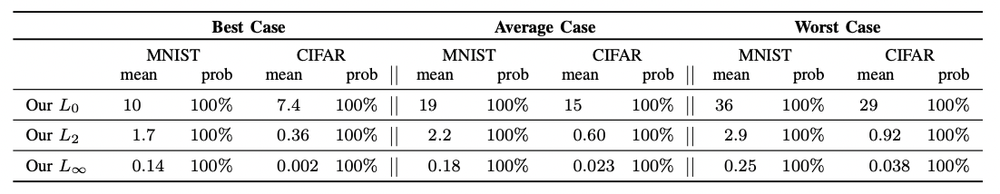 Best Case Average Case Worst Case
MNIST CIFAR MNIST CIFAR MNIST CIFAR
mean prob mean prob || mean prob mean prob || mean prob mean prob
Our L₀ 10 100% 7.4 100% || 19 100% 15 100% || 36 100% 29 100%
Our L₂ 1.7 100% 0.36 100% || 2.2 100% 0.60 100% || 2.9 100% 0.92 100%
Our L∞ 0.14 100% 0.002 100% || 0.18 100% 0.023 100% || 0.25 100% 0.038 100%